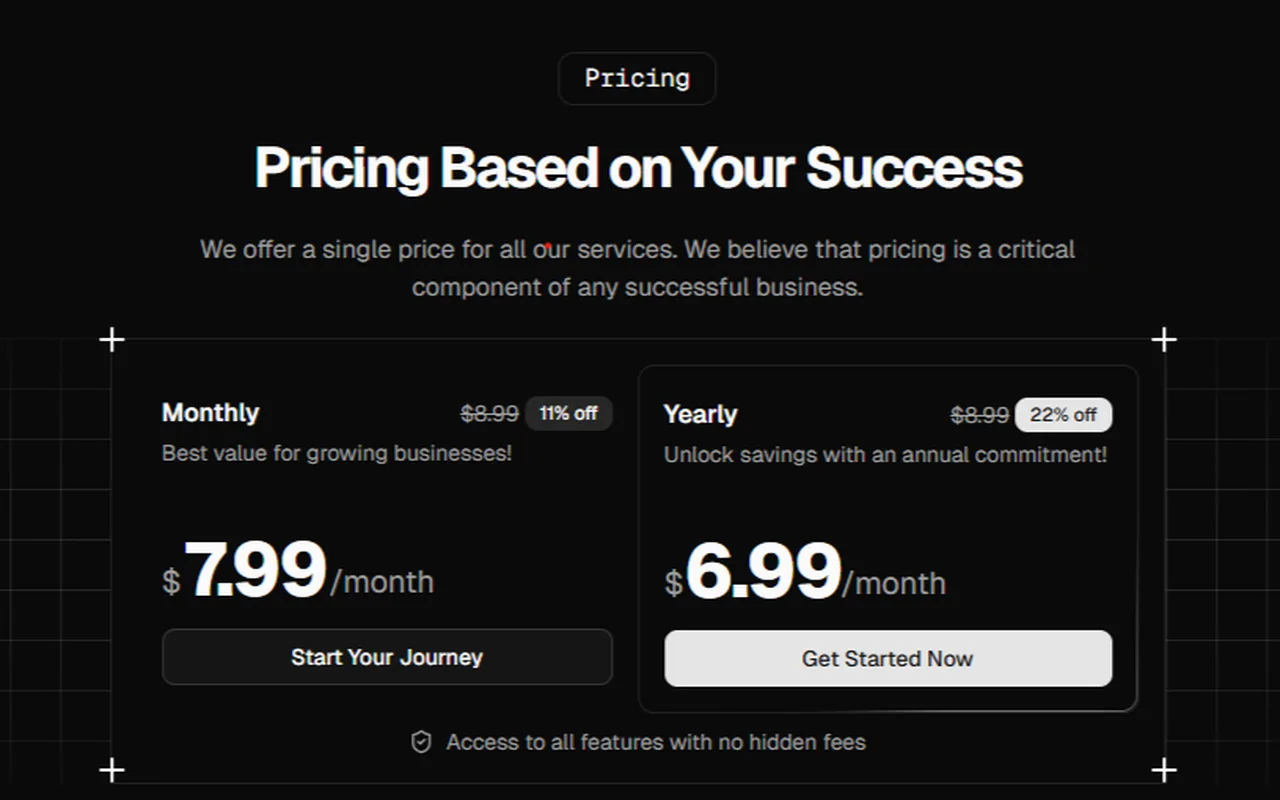 Pricing
Pricing Based on Your Success
We offer a single price for all our services. We believe that pricing is a critical
component of any successful business.
Monthly
$8.99 11% off
Best value for growing businesses!
$7.99/month
Start Your Journey
Yearly
$8.99 22% off
Unlock savings with an annual commitment!
$6.99/month
Get Started Now
Access to all features with no hidden fees